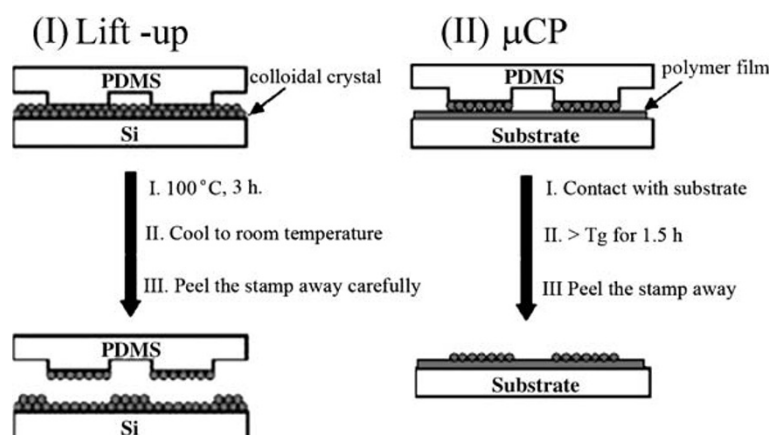 (I) Lift -up
PDMS
colloidal crystal
Si
I. 100°C, 3 h.
II. Cool to room temperature
III. Peel the stamp away carefully
PDMS
Si
(II) μCP
PDMS
polymer film
Substrate
I. Contact with substrate
II. > Tg for 1.5 h
III Peel the stamp away
Substrate